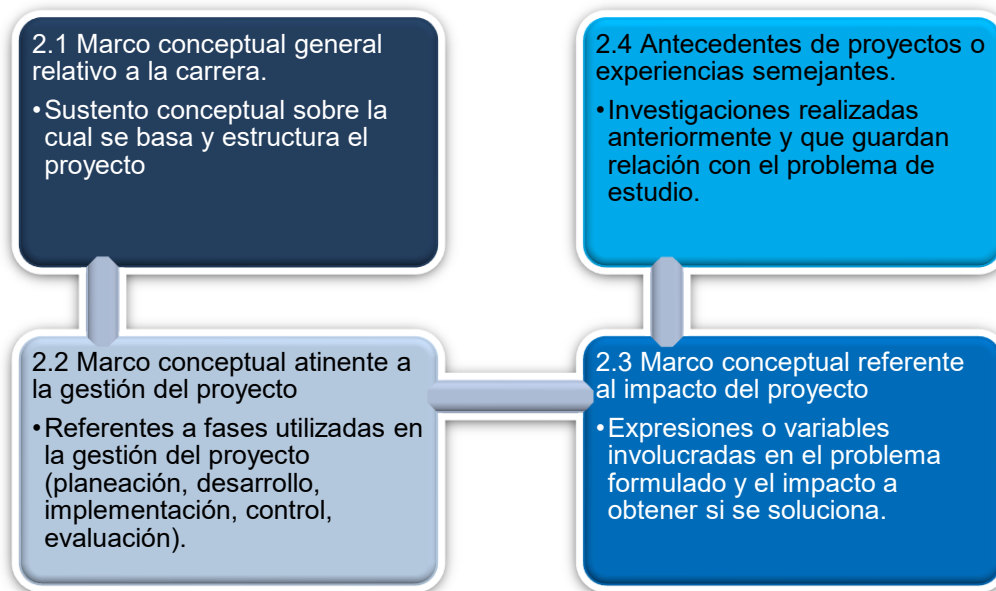 2.1 Marco conceptual general
relativo a la carrera.
•Sustento conceptual sobre la
cual se basa y estructura el
proyecto
2.2 Marco conceptual atinente a
la gestión del proyecto
•Referentes a fases utilizadas en
la gestión del proyecto
(planeación, desarrollo,
implementación, control,
evaluación).
2.3 Marco conceptual referente
al impacto del proyecto
•Expresiones o variables
involucradas en el problema
formulado y el impacto a
obtener si se soluciona.
2.4 Antecedentes de proyectos o
experiencias semejantes.
•Investigaciones realizadas
anteriormente y que guardan
relación con el problema de
estudio.